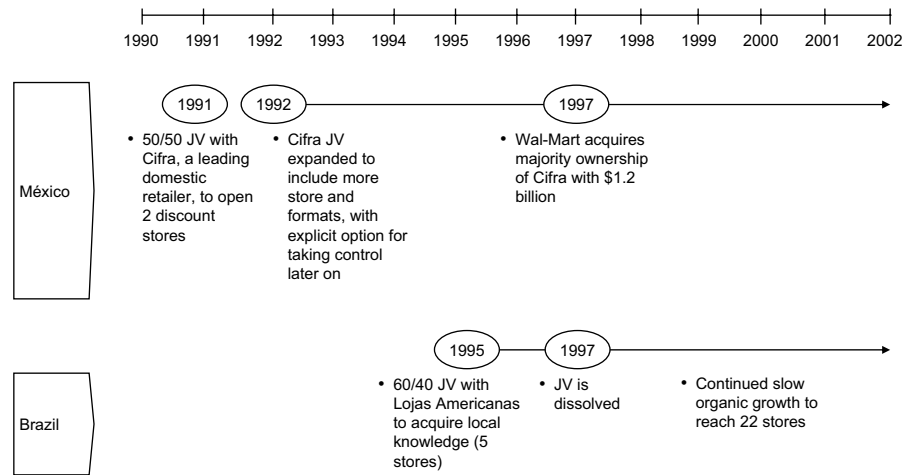 1990 1991 1992 1993 1994 1995 1996 1997 1998 1999 2000 2001 2002
México
1991
• 50/50 JV with
Cifra, a leading
domestic
retailer, to open
2 discount
stores
1992
• Cifra JV
expanded to
include more
store and
formats, with
explicit option for
taking control
later on
1997
• Wal-Mart acquires
majority ownership
of Cifra with $1.2
billion
Brazil
1995
• 60/40 JV with
Lojas Americanas
to acquire local
knowledge (5
stores)
1997
• JV is
dissolved
• Continued slow
organic growth to
reach 22 stores